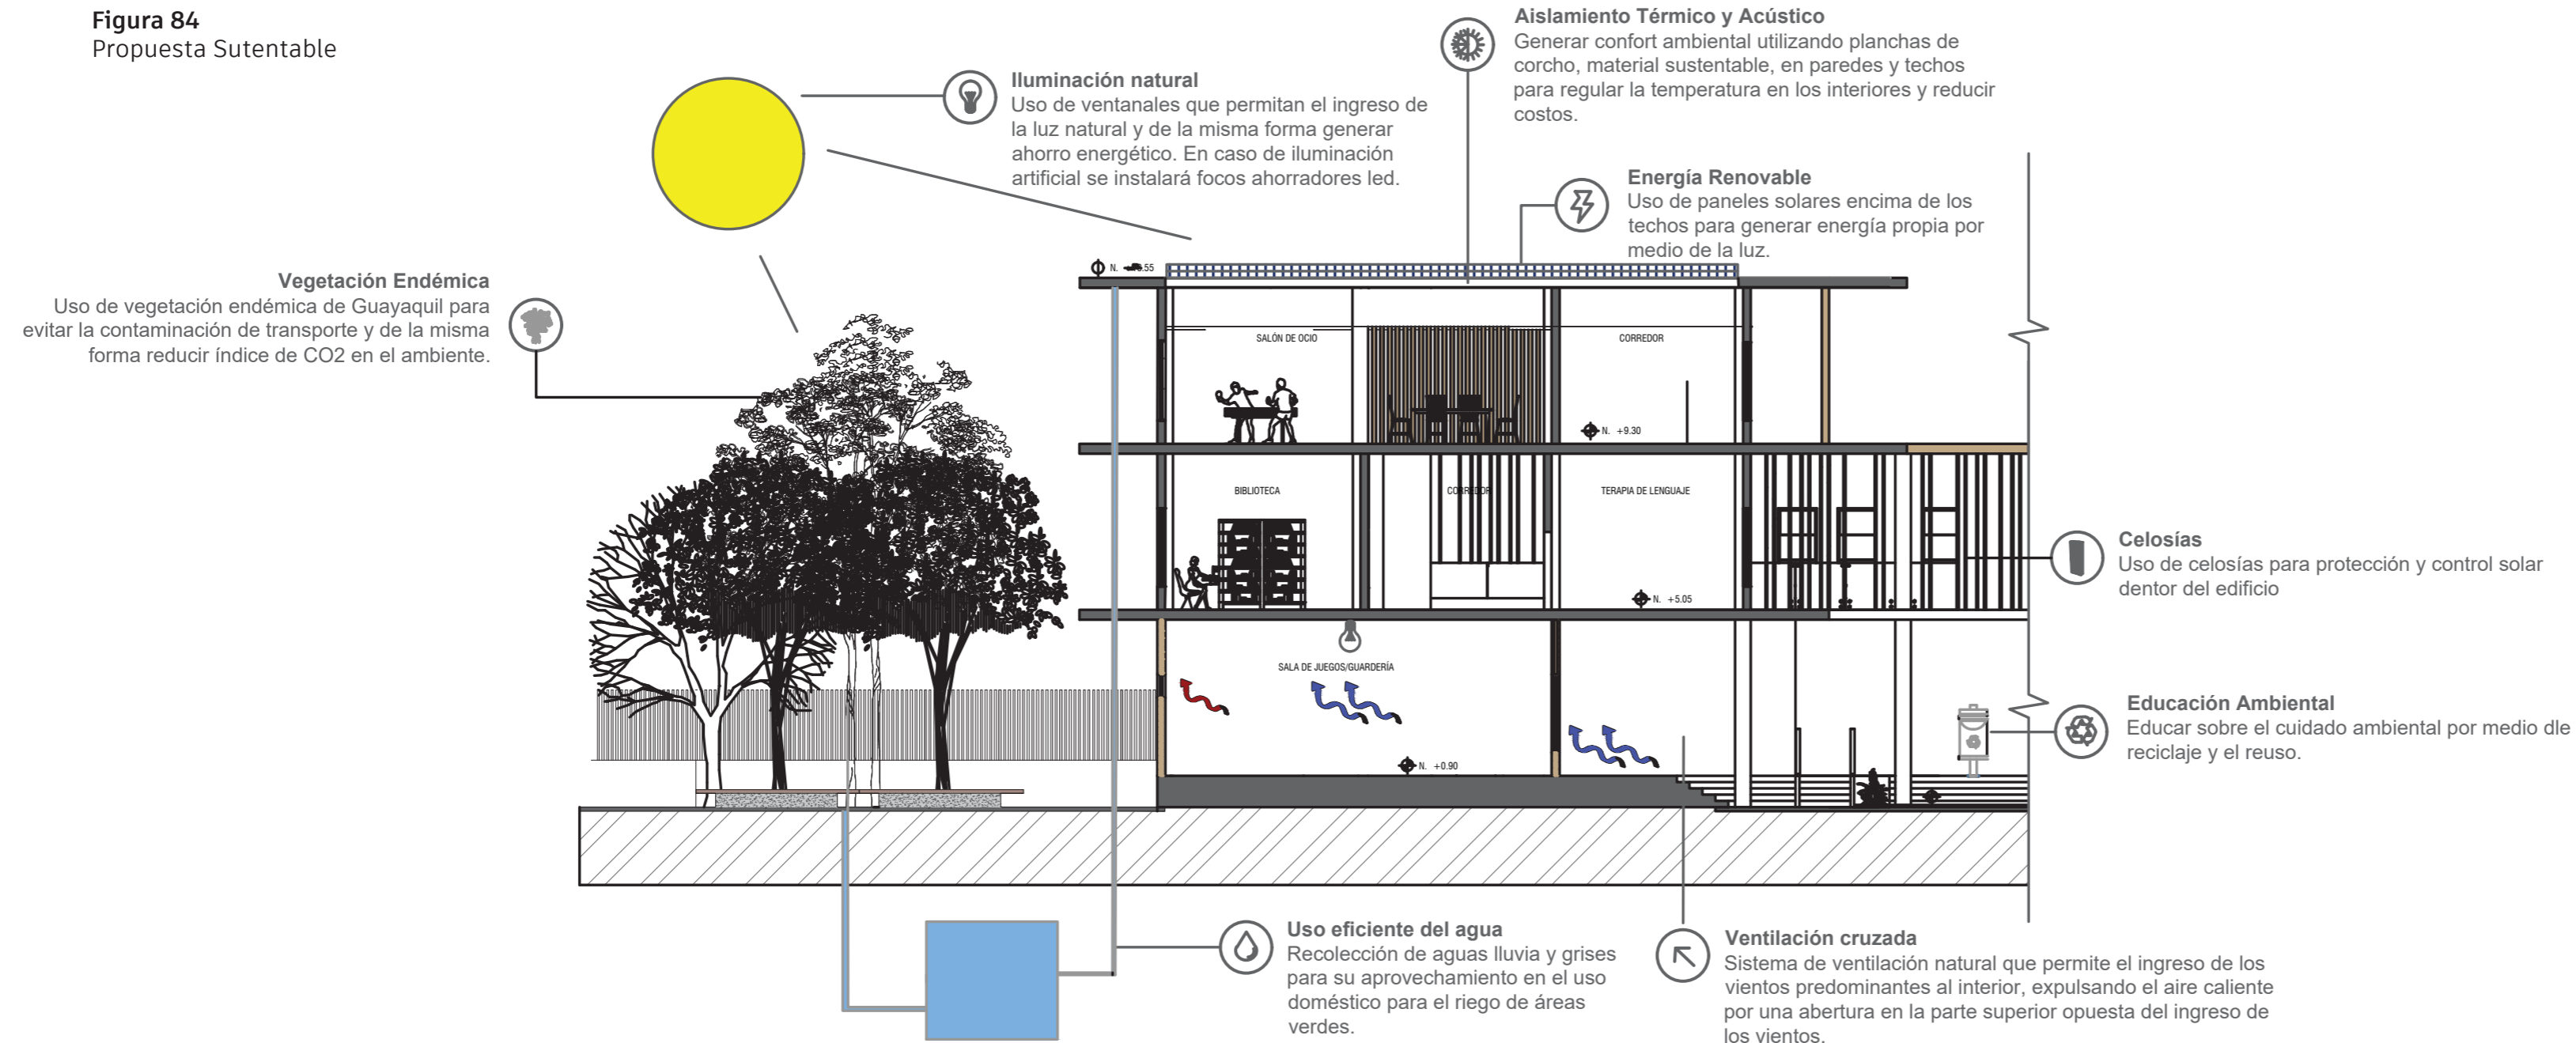 Figura 84
Propuesta Sutentable
Aislamiento Térmico y Acústico
Generar confort ambiental utilizando planchas de
corcho, material sustentable, en paredes y techos
para regular la temperatura en los interiores y reducir
costos.
Iluminación natural
Uso de ventanales que permitan el ingreso de
la luz natural y de la misma forma generar
ahorro energético. En caso de iluminación
artificial se instalará focos ahorradores led.
Energía Renovable
Uso de paneles solares encima de los
techos para generar energía propia por
medio de la luz.
Vegetación Endémica
Uso de vegetación endémica de Guayaquil para
evitar la contaminación de transporte y de la misma
forma reducir índice de CO2 en el ambiente.
N.
SALÓN DE OCIO
CORREDOR
N. +9.30
BIBLIOTECA
CORREDOR
TERAPIA DE LENGUAJE
N. +5.05
Celosías
Uso de celosías para protección y control solar
dentor del edificio
SALA DE JUEGOS/GUARDERÍA
N. +0.90
Educación Ambiental
Educar sobre el cuidado ambiental por medio dle
reciclaje y el reuso.
Uso eficiente del agua
Recolección de aguas lluvia y grises
para su aprovechamiento en el uso
doméstico para el riego de áreas
verdes.
Ventilación cruzada
Sistema de ventilación natural que permite el ingreso de los
vientos predominantes al interior, expulsando el aire caliente
por una abertura en la parte superior opuesta del ingreso de
los vientos.